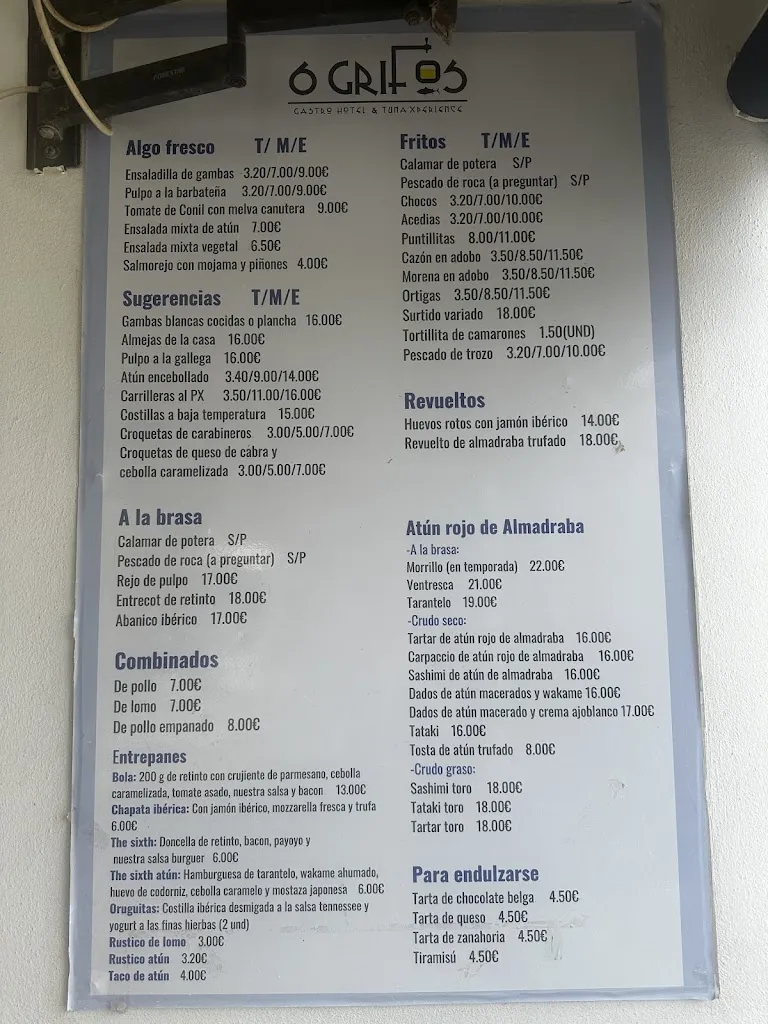 6 GRIFOS
GASTRO HOTEL & TUNA XPERIENCE
Algo fresco T/ M/E
Ensaladilla de gambas 3.20/7.00/9.00€
Pulpo a la barbateña 3.20/7.00/9.00€
Tomate de Conil con melva canutera 9.00€
Ensalada mixta de atún 7.00€
Ensalada mixta vegetal 6.50€
Salmorejo con mojama y piñones 4.00€
Sugerencias T/M/E
Gambas blancas cocidas o plancha 16.00€
Almejas de la casa 16.00€
Pulpo a la gallega 16.00€
Atún encebollado 3.40/9.00/14.00€
Carrilleras al PX 3.50/11.00/16.00€
Costillas a baja temperatura 15.00€
Croquetas de carabineros 3.00/5.00/7.00€
Croquetas de queso de cabra y
cebolla caramelizada 3.00/5.00/7.00€
A la brasa
Calamar de potera S/P
Pescado de roca (a preguntar) S/P
Rejo de pulpo 17.00€
Entrecot de retinto 18.00€
Abanico ibérico 17.00€
Combinados
De pollo 7.00€
De lomo 7.00€
De pollo empanado 8.00€
Entrepanes
Bola: 200 g de retinto con crujiente de parmesano, cebolla
caramelizada, tomate asado, nuestra salsa y bacon 13.00€
Chapata ibérica: Con jamón ibérico, mozzarella fresca y trufa
6.00€
The sixth: Doncella de retinto, bacon, payoyo y
nuestra salsa burguer 6.00€
The sixth atún: Hamburguesa de tarantelo, wakame ahumado,
huevo de codorniz, cebolla caramelo y mostaza japonesa 6.00€
Oruguitas: Costilla ibérica desmigada a la salsa tennessee y
yogurt a las finas hierbas (2 und)
Rustico de lomo 3.00€
Rustico atún 3.20€
Taco de atún 4.00€
Fritos T/M/E
Calamar de potera S/P
Pescado de roca (a preguntar) S/P
Chocos 3.20/7.00/10.00€
Acedias 3.20/7.00/10.00€
Puntillitas 8.00/11.00€
Cazón en adobo 3.50/8.50/11.50€
Morena en adobo 3.50/8.50/11.50€
Ortigas 3.50/8.50/11.50€
Surtido variado 18.00€
Tortillita de camarones 1.50(UND)
Pescado de trozo 3.20/7.00/10.00€
Revueltos
Huevos rotos con jamón ibérico 14.00€
Revuelto de almadraba trufado 18.00€
Atún rojo de Almadraba
-A la brasa:
Morrillo (en temporada) 22.00€
Ventresca 21.00€
Tarantelo 19.00€
-Crudo seco:
Tartar de atún rojo de almadraba 16.00€
Carpaccio de atún rojo de almadraba 16.00€
Sashimi de atún de almadraba 16.00€
Dados de atún macerados y wakame 16.00€
Dados de atún macerado y crema ajoblanco 17.00€
Tataki 16.00€
Tosta de atún trufado 8.00€
-Crudo graso:
Sashimi toro 18.00€
Tataki toro 18.00€
Tartar toro 18.00€
Para endulzarse
Tarta de chocolate belga 4.50€
Tarta de queso 4.50€
Tarta de zanahoria 4.50€
Tiramisú 4.50€